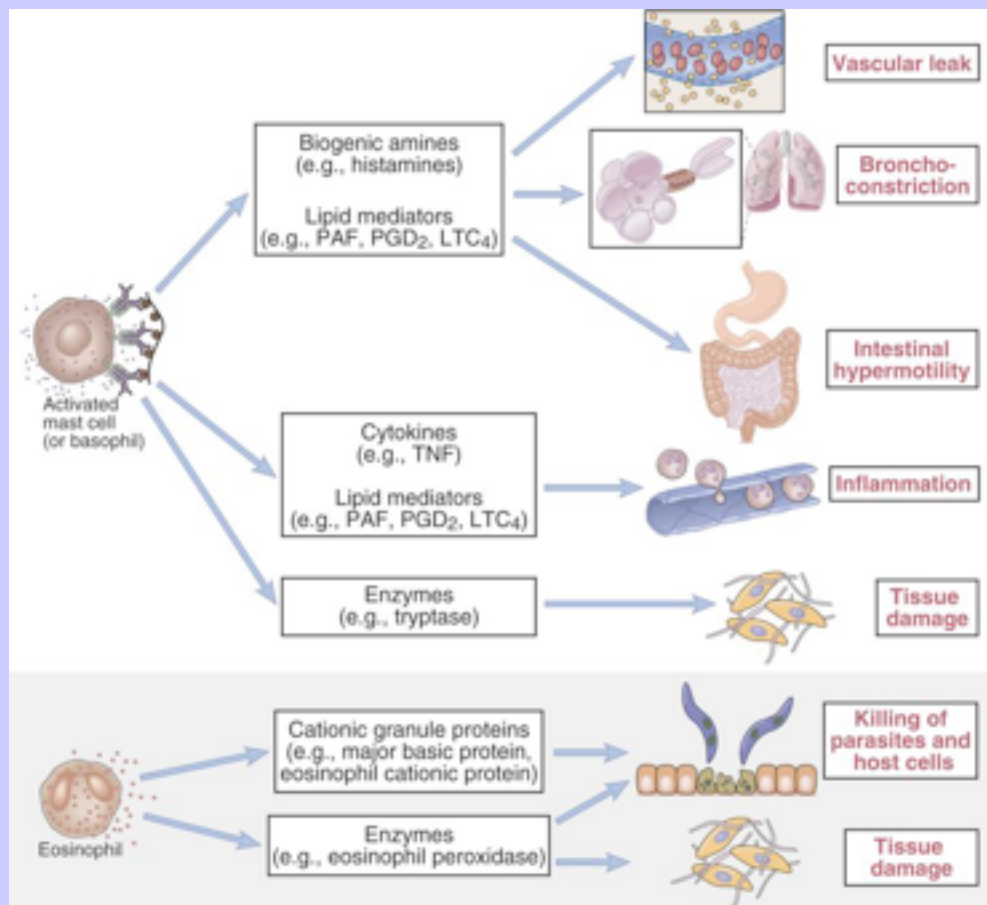 Vascular leak
Biogenic amines
(e.g., histamines)
Lipid mediators
(e.g., PAF, PGD₂, LTC₄)
Broncho-
constriction
Intestinal
hypermotility
Activated
mast cell
(or basophil)
Cytokines
(e.g., TNF)
Lipid mediators
(e.g., PAF, PGD₂, LTC₄)
Inflammation
Enzymes
(e.g., tryptase)
Tissue
damage
Cationic granule proteins
(e.g., major basic protein,
eosinophil cationic protein)
Killing of
parasites and
host cells
Eosinophil
Enzymes
(e.g., eosinophil peroxidase)
Tissue
damage